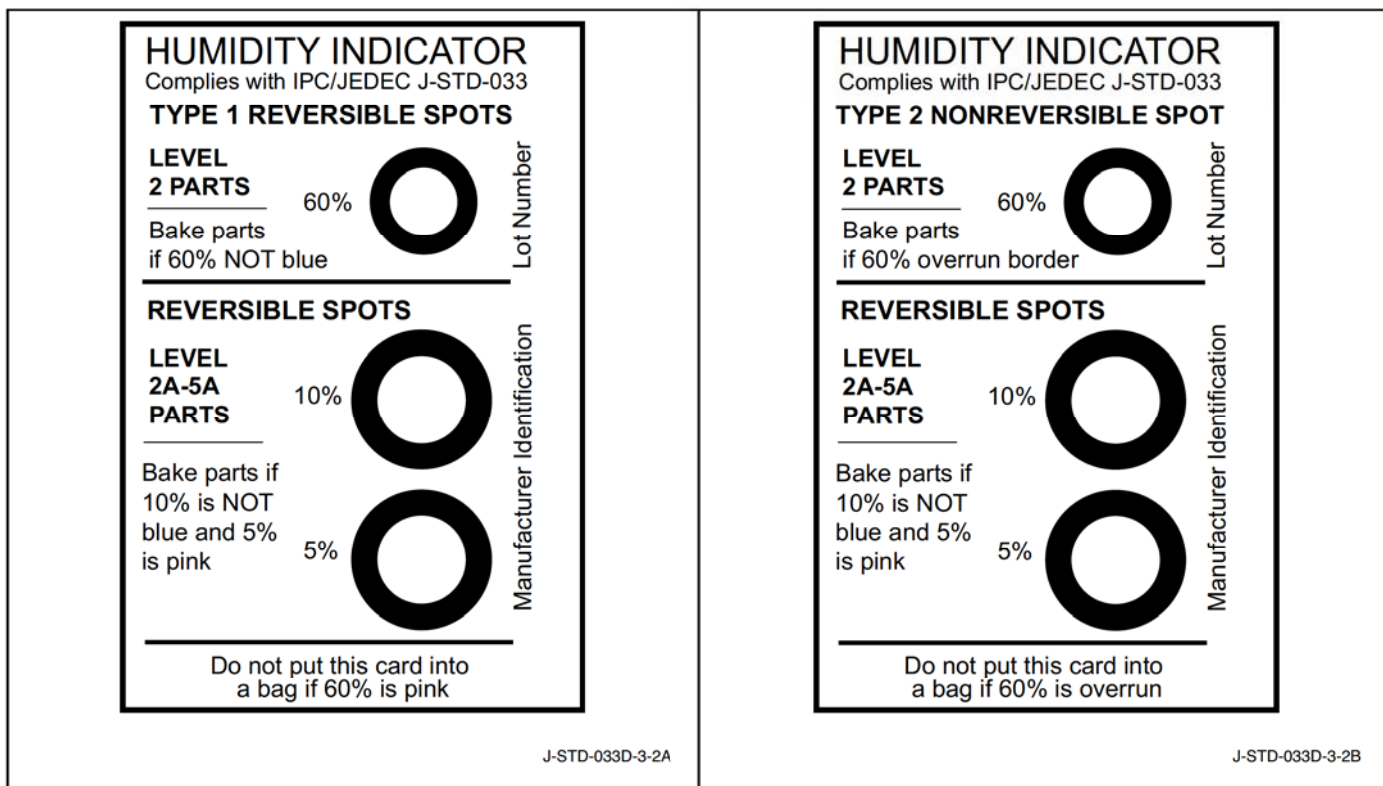 HUMIDITY INDICATOR
Complies with IPC/JEDEC J-STD-033
TYPE 1 REVERSIBLE SPOTS
LEVEL
2 PARTS
60%
Bake parts
if 60% NOT blue
Lot Number
REVERSIBLE SPOTS
LEVEL
2A-5A
PARTS
10%
Bake parts if
10% is NOT
blue and 5%
is pink
5%
Manufacturer Identification
Do not put this card into
a bag if 60% is pink
J-STD-033D-3-2A
HUMIDITY INDICATOR
Complies with IPC/JEDEC J-STD-033
TYPE 2 NONREVERSIBLE SPOT
LEVEL
2 PARTS
60%
Bake parts
if 60% overrun border
Lot Number
REVERSIBLE SPOTS
LEVEL
2A-5A
PARTS
10%
Bake parts if
10% is NOT
blue and 5%
is pink
5%
Manufacturer Identification
Do not put this card into
a bag if 60% is overrun
J-STD-033D-3-2B